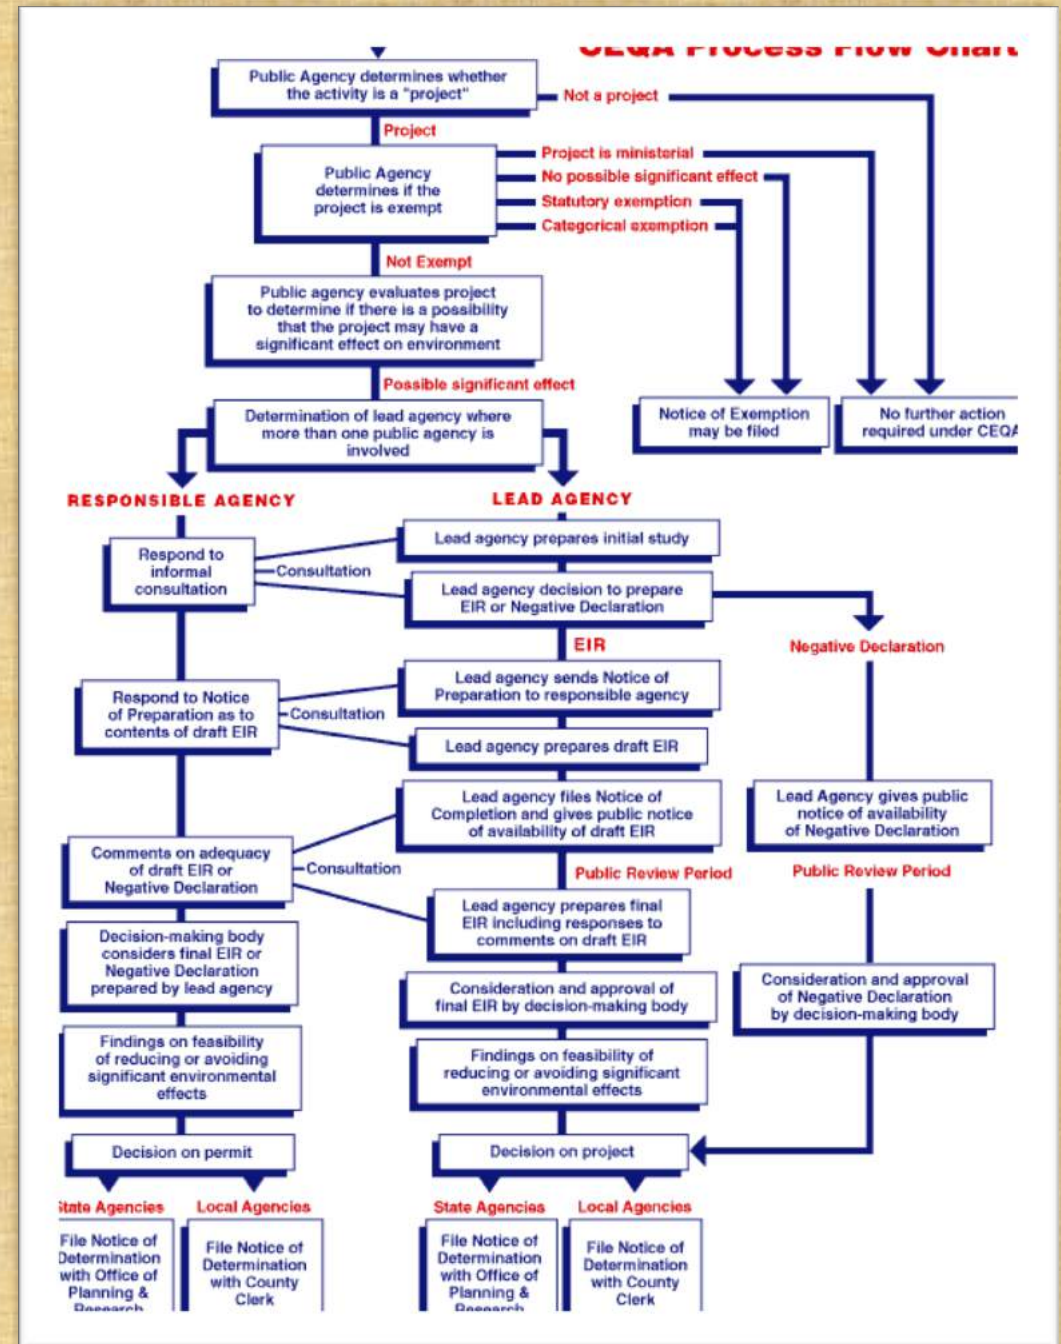 CEQA Process Flow Chart
Public Agency determines whether
the activity is a "project"
Not a project
Project
Public Agency
determines if the
project is exempt
Project is ministerial
No possible significant effect
Statutory exemption
Categorical exemption
Not Exempt
Public agency evaluates project
to determine if there is a possibility
that the project may have a
significant effect on environment
Possible significant effect
Notice of Exemption
may be filed
No further action
required under CEQA
Determination of lead agency where
more than one public agency is
involved
RESPONSIBLE AGENCY
LEAD AGENCY
Respond to
informal
consultation
Consultation
Lead agency prepares initial study
Lead agency decision to prepare
EIR or Negative Declaration
EIR
Negative Declaration
Respond to Notice
of Preparation as to
contents of draft EIR
Consultation
Lead agency sends Notice of
Preparation to responsible agency
Lead agency prepares draft EIR
Lead agency files Notice of
Completion and gives public notice
of availability of draft EIR
Lead Agency gives public
notice of availability
of Negative Declaration
Comments on adequacy
of draft EIR or
Negative Declaration
Consultation
Public Review Period
Public Review Period
Lead agency prepares final
EIR including responses to
comments on draft EIR
Decision-making body
considers final EIR or
Negative Declaration
prepared by lead agency
Consideration and approval of
final EIR by decision-making body
Consideration and approval
of Negative Declaration
by decision-making body
Findings on feasibility
of reducing or avoiding
significant environmental
effects
Findings on feasibility of
reducing or avoiding significant
environmental effects
Decision on permit
Decision on project
State Agencies
Local Agencies
State Agencies
Local Agencies
File Notice of
Determination
with Office of
Planning &
Research
File Notice of
Determination
with County
Clerk
File Notice of
Determination
with Office of
Planning &
Research
File Notice of
Determination
with County
Clerk